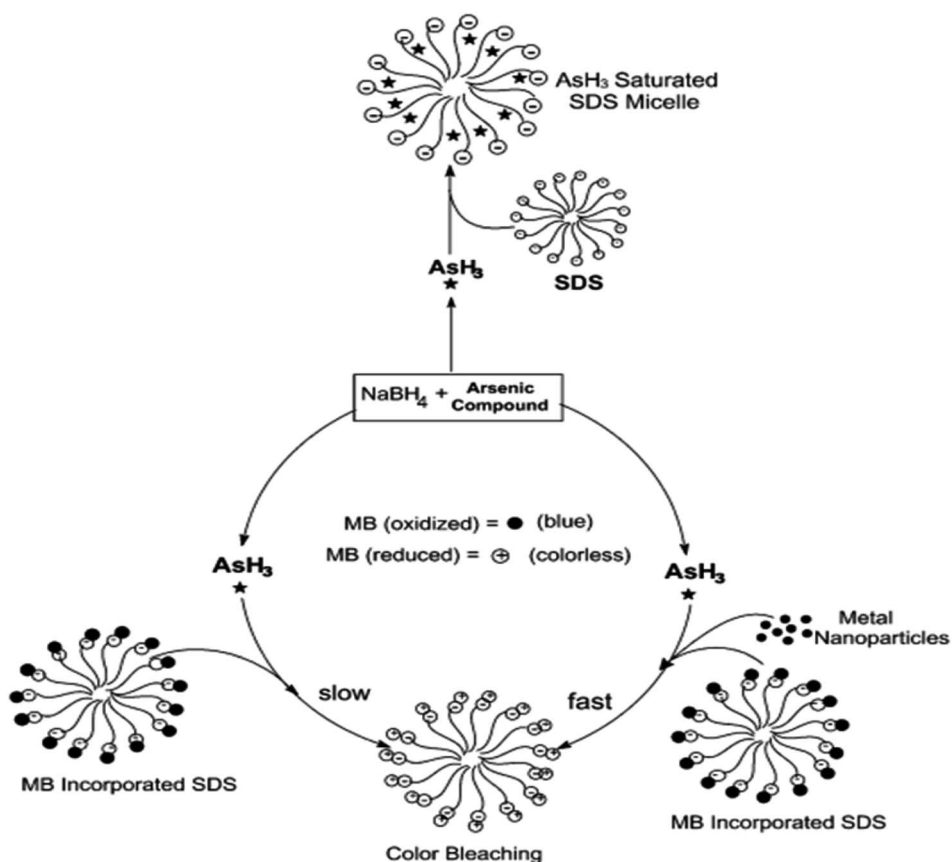 AsH₃ Saturated
SDS Micelle
AsH₃
SDS
NaBH₄ + Arsenic
Compound
MB (oxidized) = ● (blue)
MB (reduced) = ⊕ (colorless)
AsH₃
AsH₃
Metal
Nanoparticles
slow
fast
MB Incorporated SDS
MB Incorporated SDS
Color Bleaching